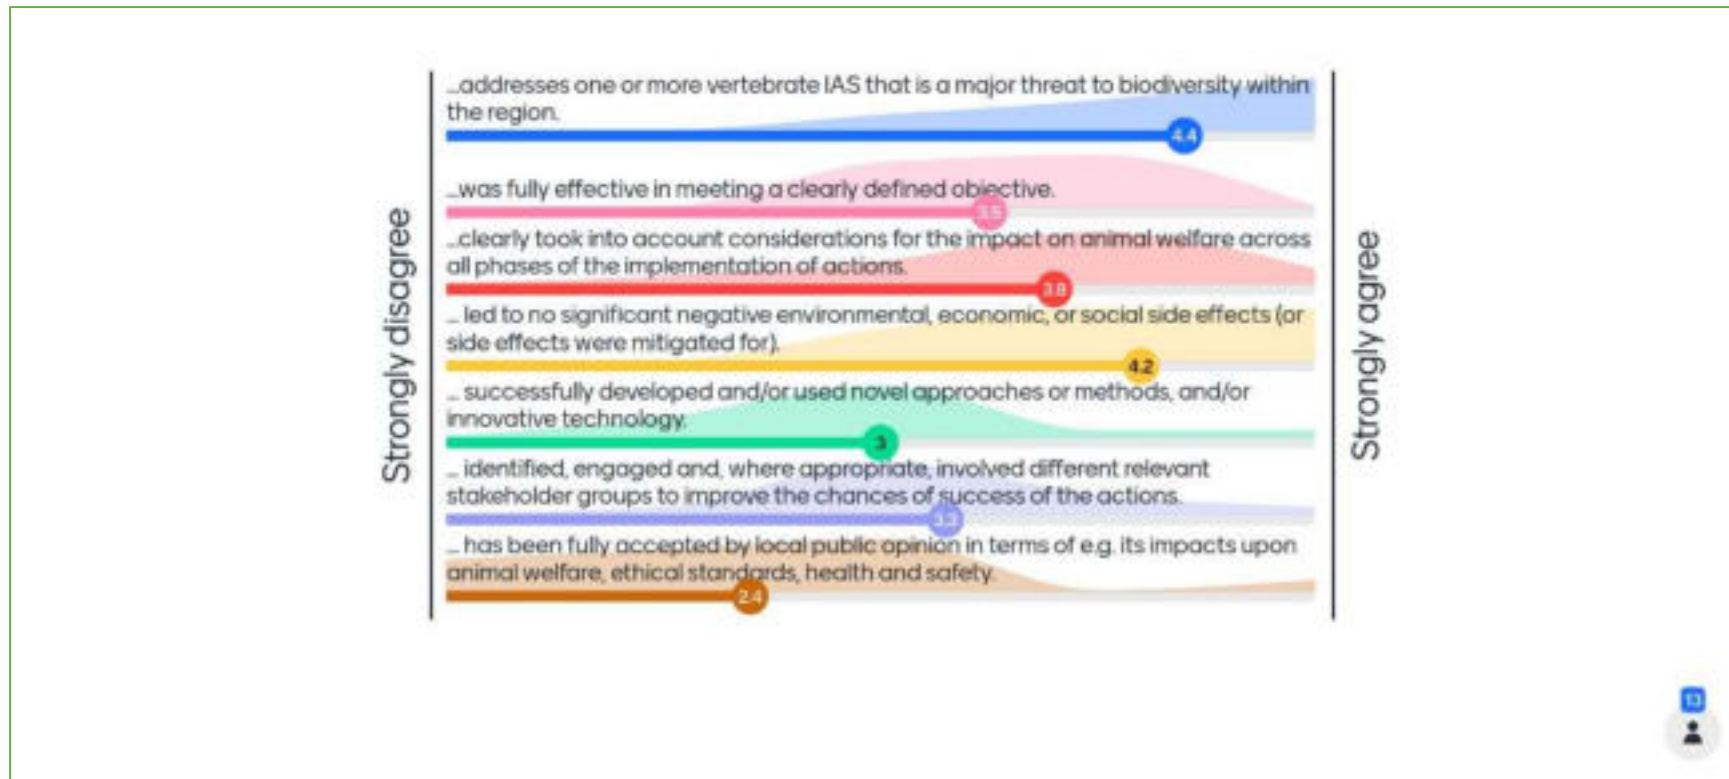 ...addresses one or more vertebrate IAS that is a major threat to biodiversity within
the region.
4.4
...was fully effective in meeting a clearly defined objective.
3.5
...clearly took into account considerations for the impact on animal welfare across
all phases of the implementation of actions.
3.8
... led to no significant negative environmental, economic, or social side effects (or
side effects were mitigated for).
4.2
... successfully developed and/or used novel approaches or methods, and/or
innovative technology.
3
... identified, engaged and, where appropriate, involved different relevant
stakeholder groups to improve the chances of success of the actions.
3.3
... has been fully accepted by local public opinion in terms of e.g. its impacts upon
animal welfare, ethical standards, health and safety.
2.4
Strongly disagree
Strongly agree
13